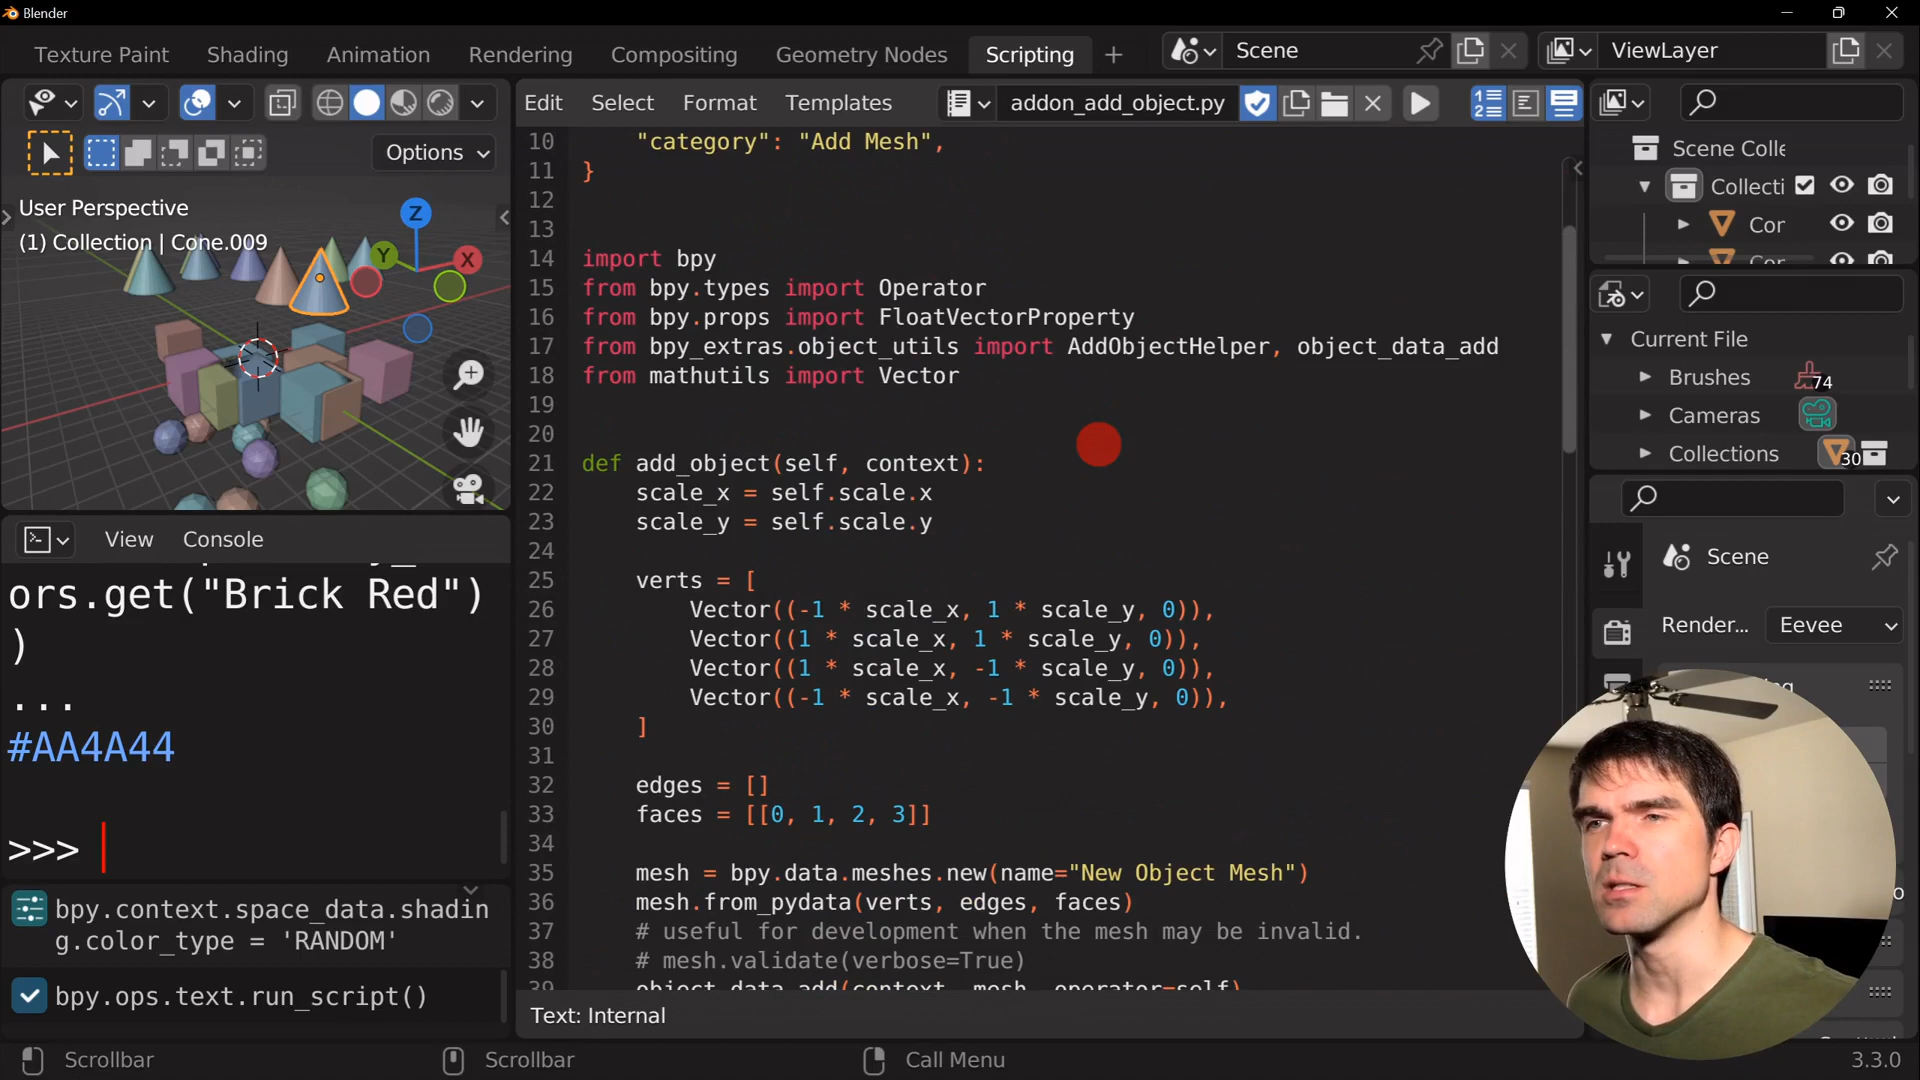 Blender
Texture Paint Shading Animation Rendering Compositing Geometry Nodes Scripting + Scene ViewLayer
Edit Select Format Templates addon_add_object.py
Options
User Perspective
(1) Collection | Cone.009
Z
Y
X
10 "category": "Add Mesh",
11 }
12
13
14 import bpy
15 from bpy.types import Operator
16 from bpy.props import FloatVectorProperty
17 from bpy_extras.object_utils import AddObjectHelper, object_data_add
18 from mathutils import Vector
19
20
21 def add_object(self, context):
22 scale_x = self.scale.x
23 scale_y = self.scale.y
24
25 verts = [
26 Vector((-1 * scale_x, 1 * scale_y, 0)),
27 Vector((1 * scale_x, 1 * scale_y, 0)),
28 Vector((1 * scale_x, -1 * scale_y, 0)),
29 Vector((-1 * scale_x, -1 * scale_y, 0)),
30 ]
31
32 edges = []
33 faces = [[0, 1, 2, 3]]
34
35 mesh = bpy.data.meshes.new(name="New Object Mesh")
36 mesh.from_pydata(verts, edges, faces)
37 # useful for development when the mesh may be invalid.
38 # mesh.validate(verbose=True)
39 object_data_add(context, mesh, operator=self)
Text: Internal
View Console
ors.get("Brick Red")
)
...
#AA4A44
>>>
bpy.context.space_data.shadin
g.color_type = 'RANDOM'
bpy.ops.text.run_script()
Scene Colle
Collecti
Cor
Current File
Brushes 74
Cameras
Collections 30
Scene
Render... Eevee
Scrollbar Scrollbar Call Menu 3.3.0